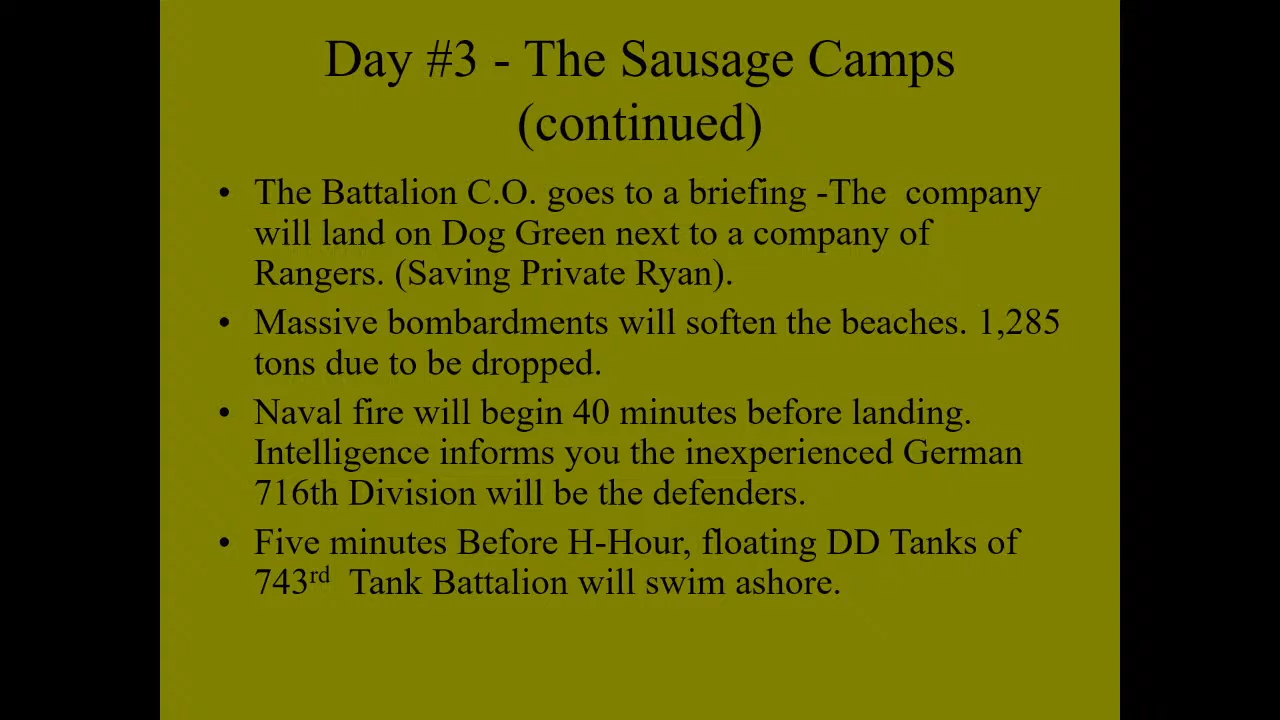 Day #3 - The Sausage Camps
(continued)
• The Battalion C.O. goes to a briefing -The  company
will land on Dog Green next to a company of
Rangers. (Saving Private Ryan).
• Massive bombardments will soften the beaches. 1,285
tons due to be dropped.
• Naval fire will begin 40 minutes before landing.
Intelligence informs you the inexperienced German
716th Division will be the defenders.
• Five minutes Before H-Hour, floating DD Tanks of
743rd  Tank Battalion will swim ashore.